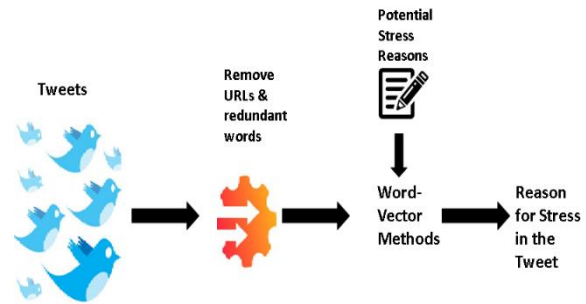 Tweets
Remove
URLs &
redundant
words
Potential
Stress
Reasons
Word-
Vector
Methods
Reason
for Stress
in the
Tweet